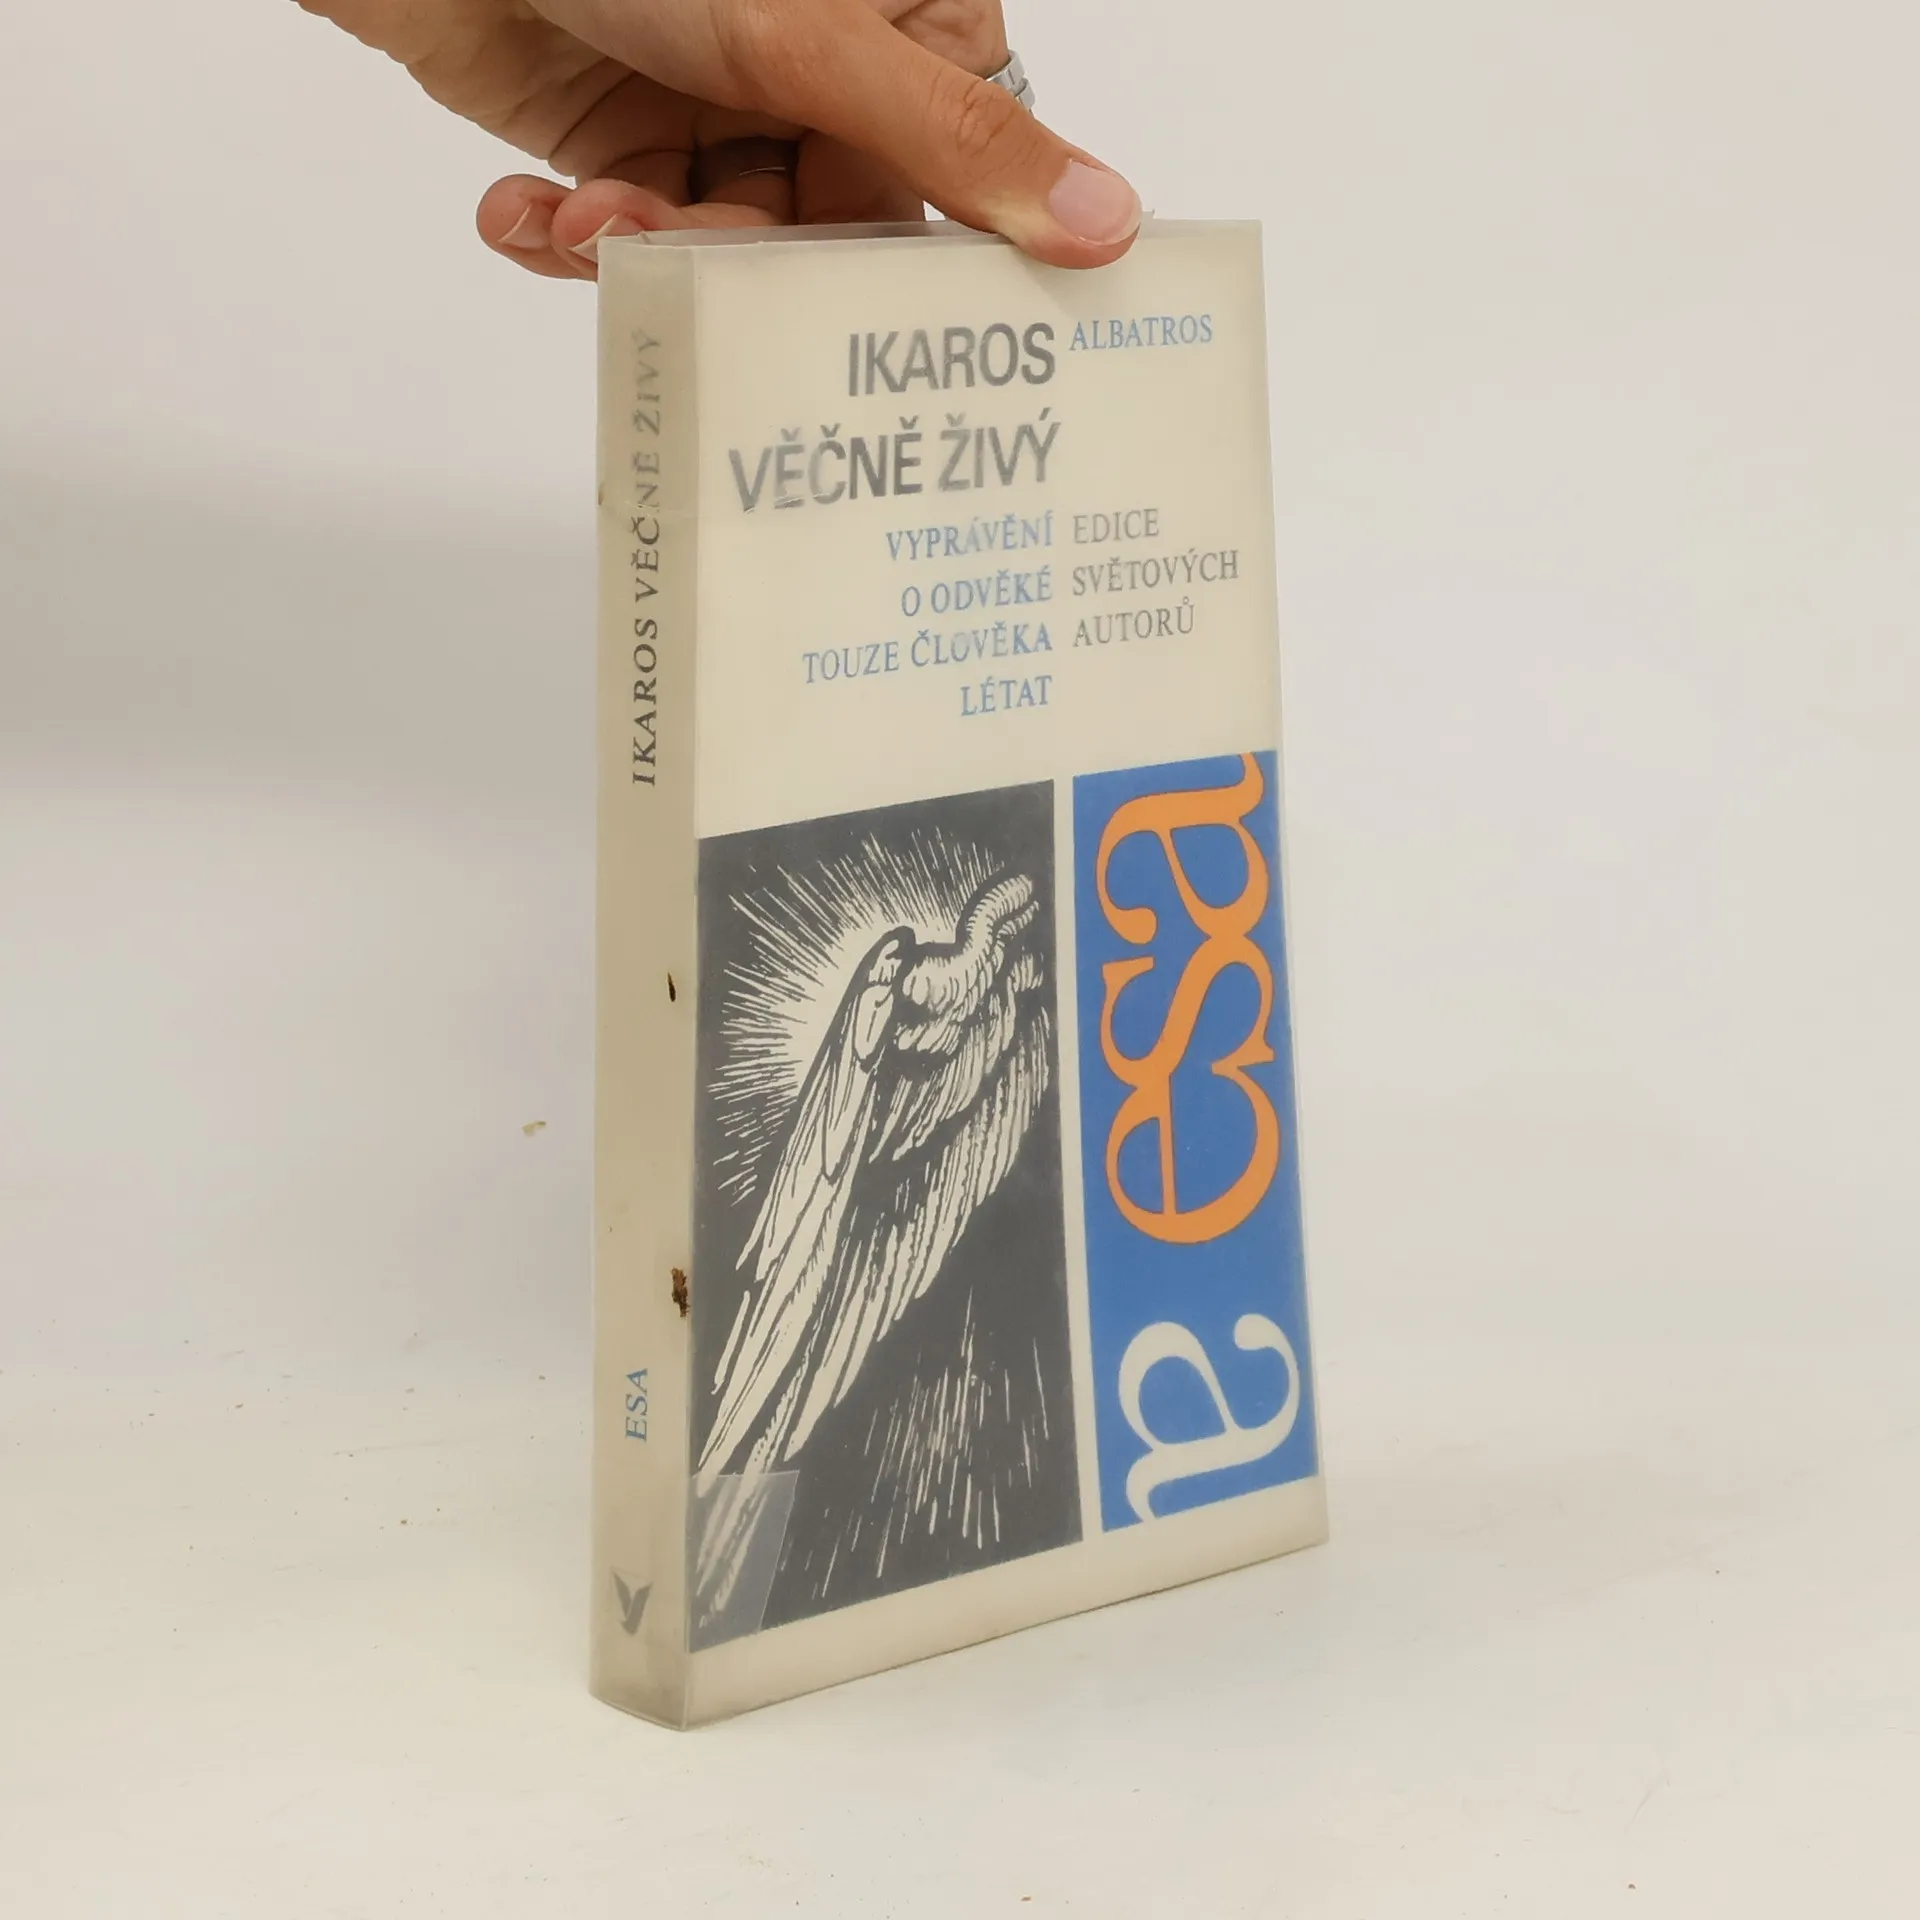 IKAROS
VĚČNĚ ŽIVÝ
ALBATROS
VYPRÁVĚNÍ
O ODVĚKÉ
TOUZE ČLOVĚKA
LÉTAT
EDICE
SVĚTOVÝCH
AUTORŮ
esa
a
IKAROS VĚČNĚ ŽIVÝ
ESA